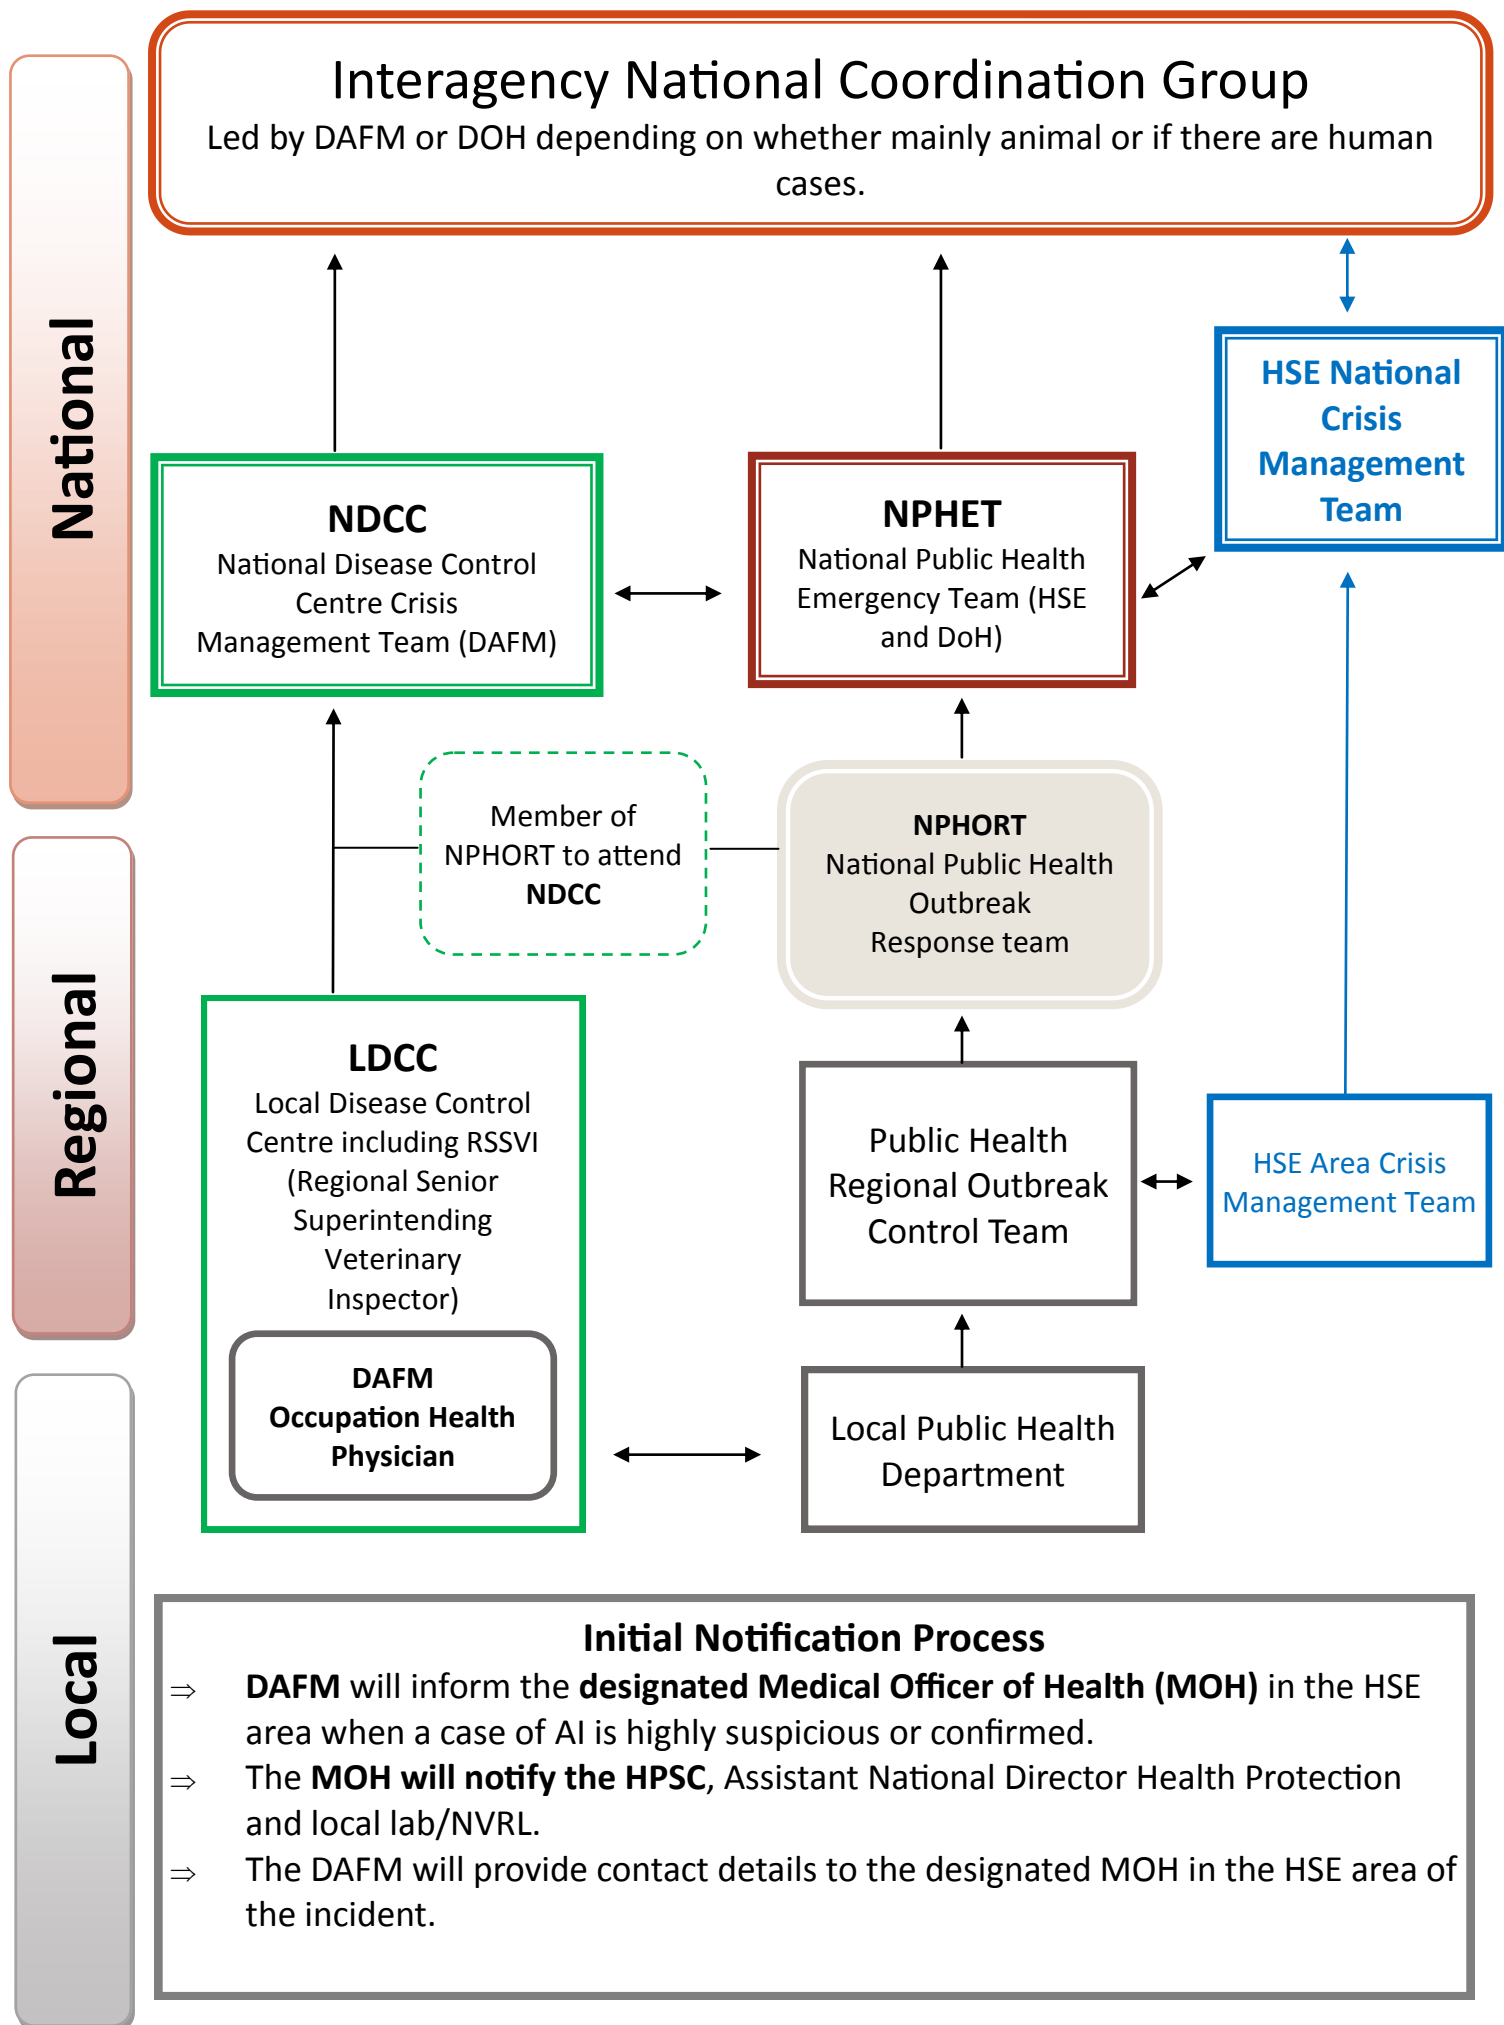 Interagency National Coordination Group
Led by DAFM or DOH depending on whether mainly animal or if there are human
cases.
National
HSE National
Crisis
Management
Team
NDCC
National Disease Control
Centre Crisis
Management Team (DAFM)
NPHET
National Public Health
Emergency Team (HSE
and DoH)
Member of
NPHORT to attend
NDCC
NPHORT
National Public Health
Outbreak
Response team
Regional
LDCC
Local Disease Control
Centre including RSSVI
(Regional Senior
Superintending
Veterinary
Inspector)
DAFM
Occupation Health
Physician
Public Health
Regional Outbreak
Control Team
HSE Area Crisis
Management Team
Local Public Health
Department
Local
Initial Notification Process
⇒ DAFM will inform the designated Medical Officer of Health (MOH) in the HSE
area when a case of AI is highly suspicious or confirmed.
⇒ The MOH will notify the HPSC, Assistant National Director Health Protection
and local lab/NVRL.
⇒ The DAFM will provide contact details to the designated MOH in the HSE area of
the incident.